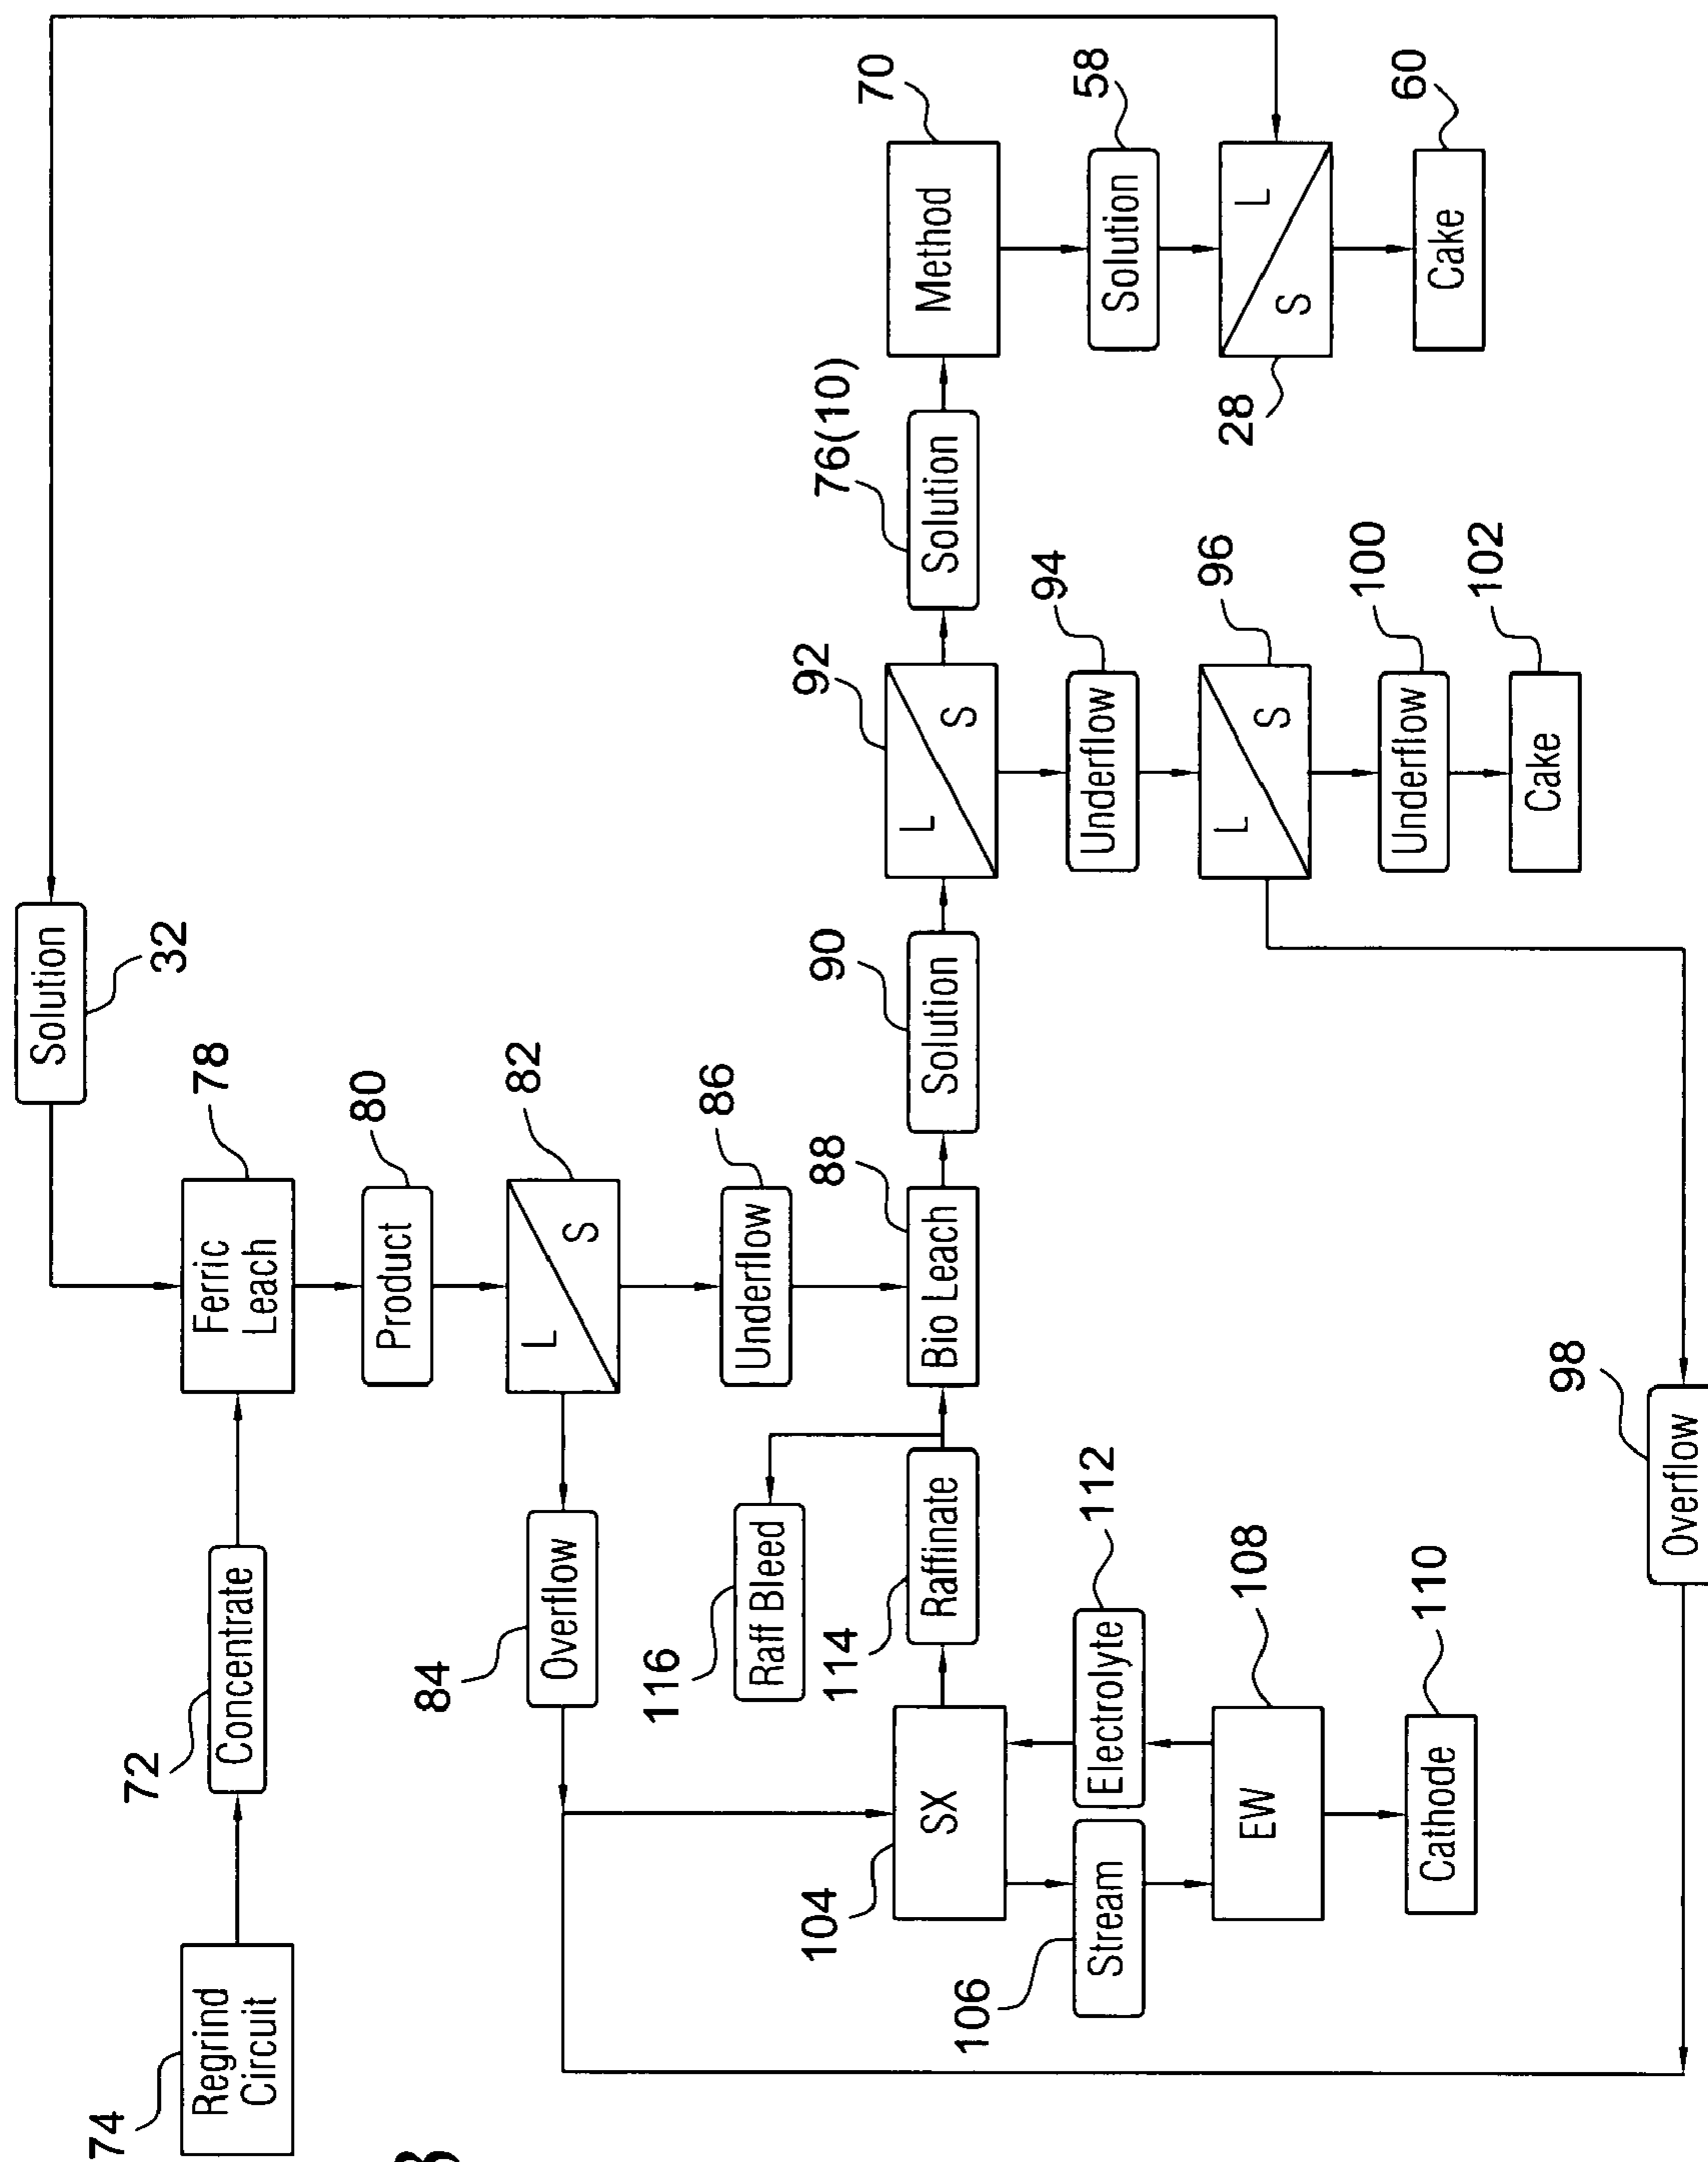 74
Regrind
Circuit
72
Concentrate
Ferric
Leach
78
Solution
32
Product
80
L
S
82
84
Overflow
Underflow
86
116
Raff Bleed
114
Raffinate
Bio Leach
88
Solution
90
L
S
92
Solution
76(10)
Method
70
104
SX
106
Stream
Electrolyte
112
EW
108
Cathode
110
Underflow
94
L
S
96
Underflow
100
Cake
102
Solution
58
L
S
28
Cake
60
Overflow
98